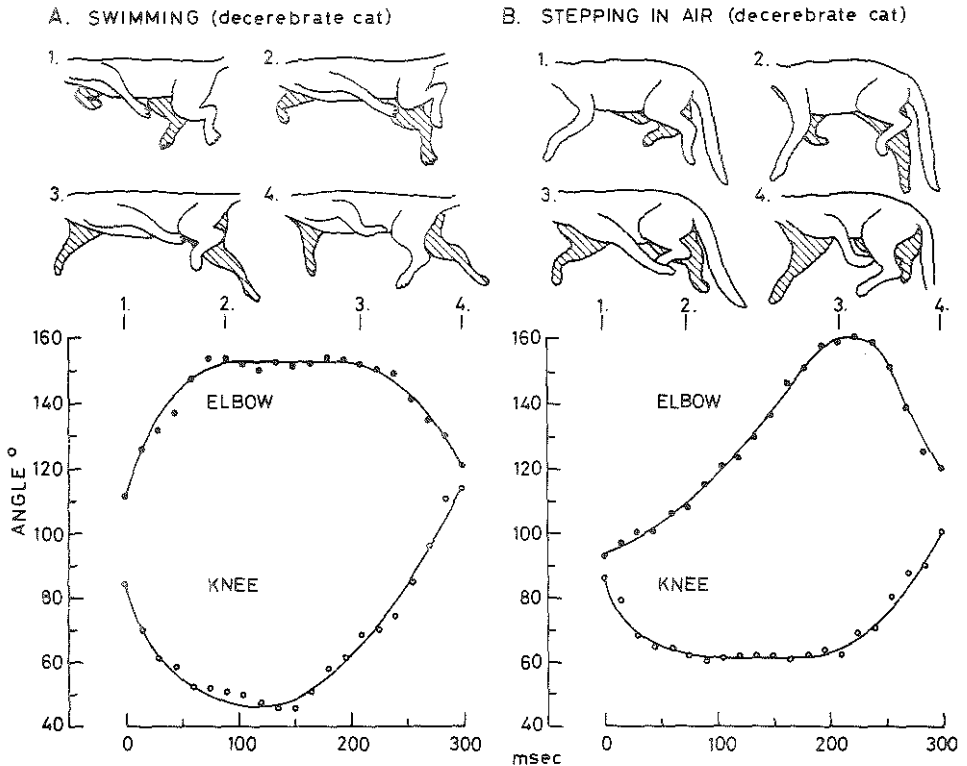 A. SWIMMING (decerebrate cat)
1.
2.
3.
4.
1. 2. 3. 4.
160
140
120
100
80
60
40
ANGLE °
ELBOW
KNEE
0 100 200 300
B. STEPPING IN AIR (decerebrate cat)
1.
2.
3.
4.
1. 2. 3. 4.
160
140
120
100
80
60
40
ELBOW
KNEE
0 100 200 300
msec